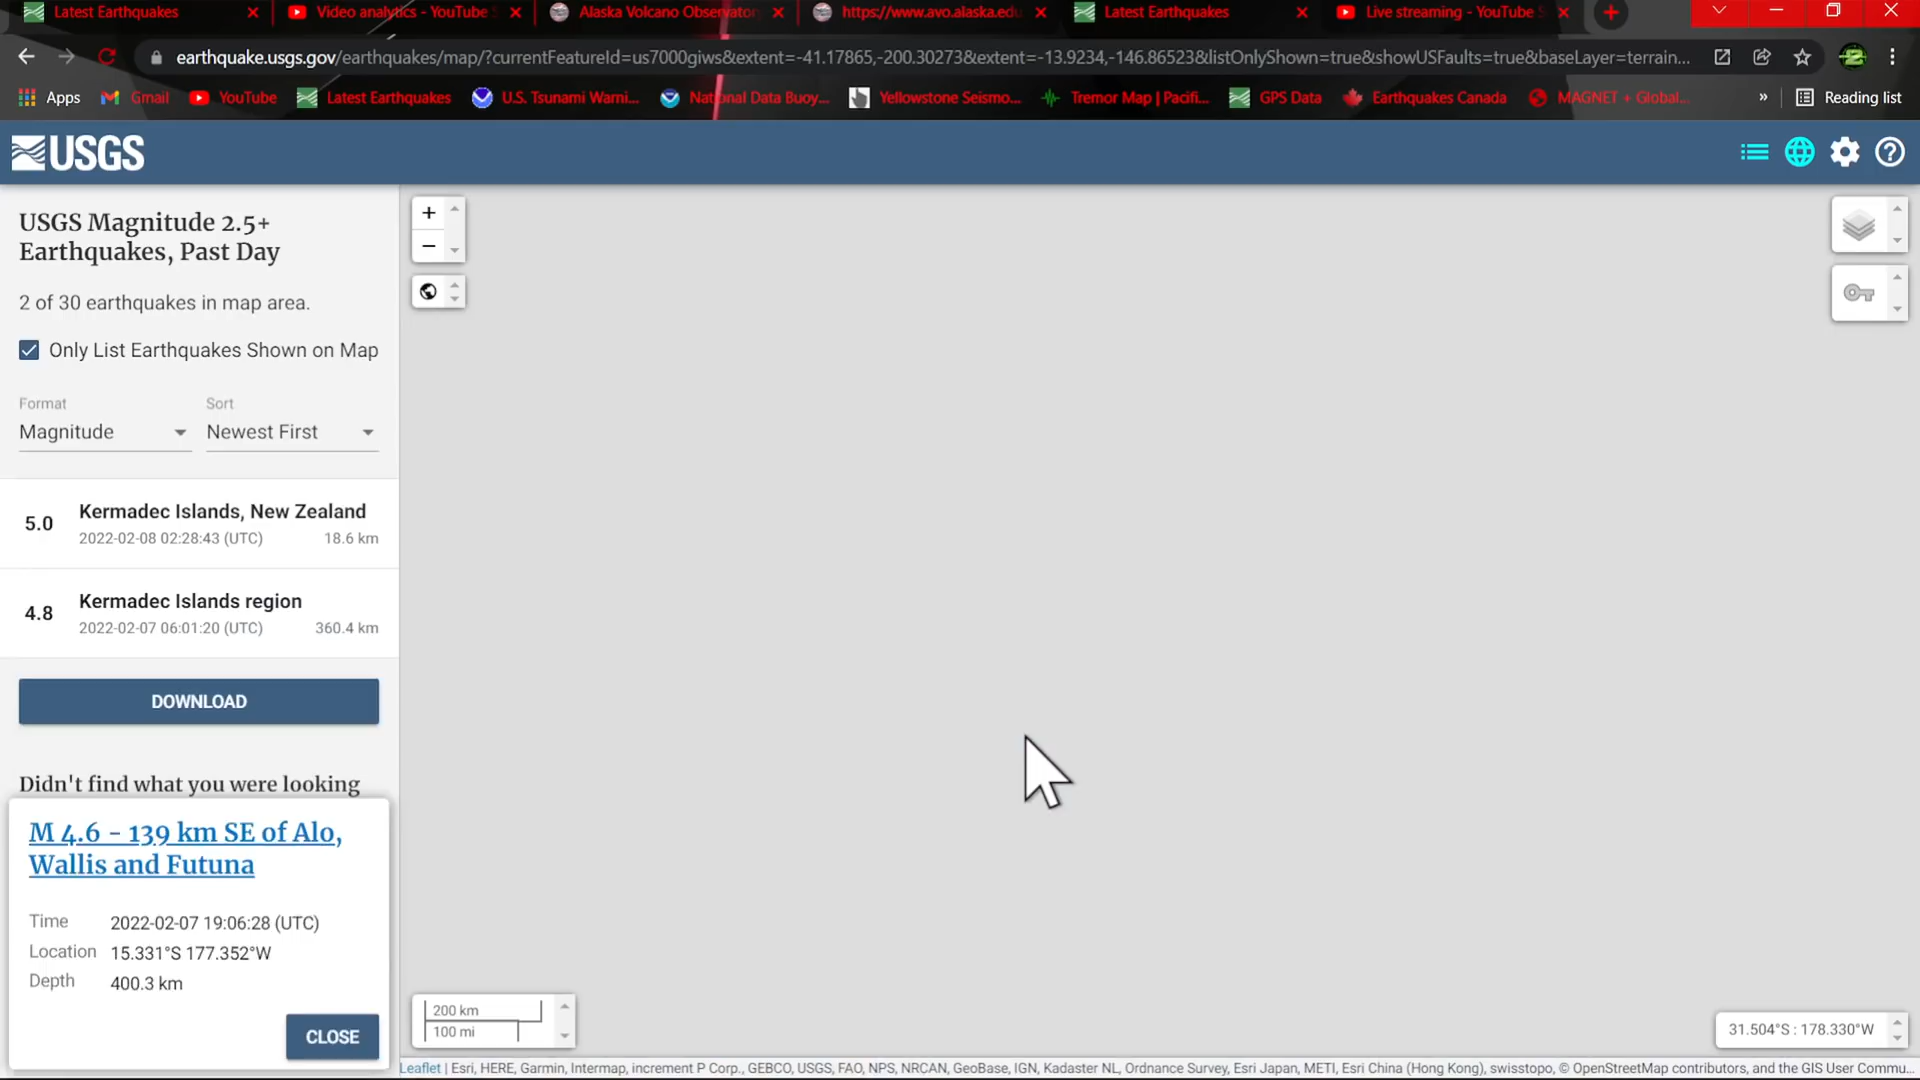 Latest Earthquakes
Video analytics - YouTube S
Alaska Volcano Observator
https://www.avo.alaska.edu
Latest Earthquakes
Live streaming - YouTube S
earthquake.usgs.gov/earthquakes/map/?currentFeatureId=us7000giws&extent=-41.17865,-200.30273&extent=-13.9234,-146.86523&listOnlyShown=true&showUSFaults=true&baseLayer=terrain...
Apps
Gmail
YouTube
Latest Earthquakes
U.S. Tsunami Warni...
National Data Buoy...
Yellowstone Seismo...
Tremor Map | Pacifi...
GPS Data
Earthquakes Canada
MAGNET + Global...
»
Reading list
USGS
USGS Magnitude 2.5+
Earthquakes, Past Day
2 of 30 earthquakes in map area.
Only List Earthquakes Shown on Map
Format
Sort
Magnitude
Newest First
5.0
Kermadec Islands, New Zealand
2022-02-08 02:28:43 (UTC)
18.6 km
4.8
Kermadec Islands region
2022-02-07 06:01:20 (UTC)
360.4 km
DOWNLOAD
Didn't find what you were looking
M 4.6 - 139 km SE of Alo,
Wallis and Futuna
Time 2022-02-07 19:06:28 (UTC)
Location 15.331°S 177.352°W
Depth 400.3 km
CLOSE
+
−
200 km
100 mi
31.504°S : 178.330°W
Leaflet | Esri, HERE, Garmin, Intermap, increment P Corp., GEBCO, USGS, FAO, NPS, NRCAN, GeoBase, IGN, Kadaster NL, Ordnance Survey, Esri Japan, METI, Esri China (Hong Kong), swisstopo, © OpenStreetMap contributors, and the GIS User Commu...